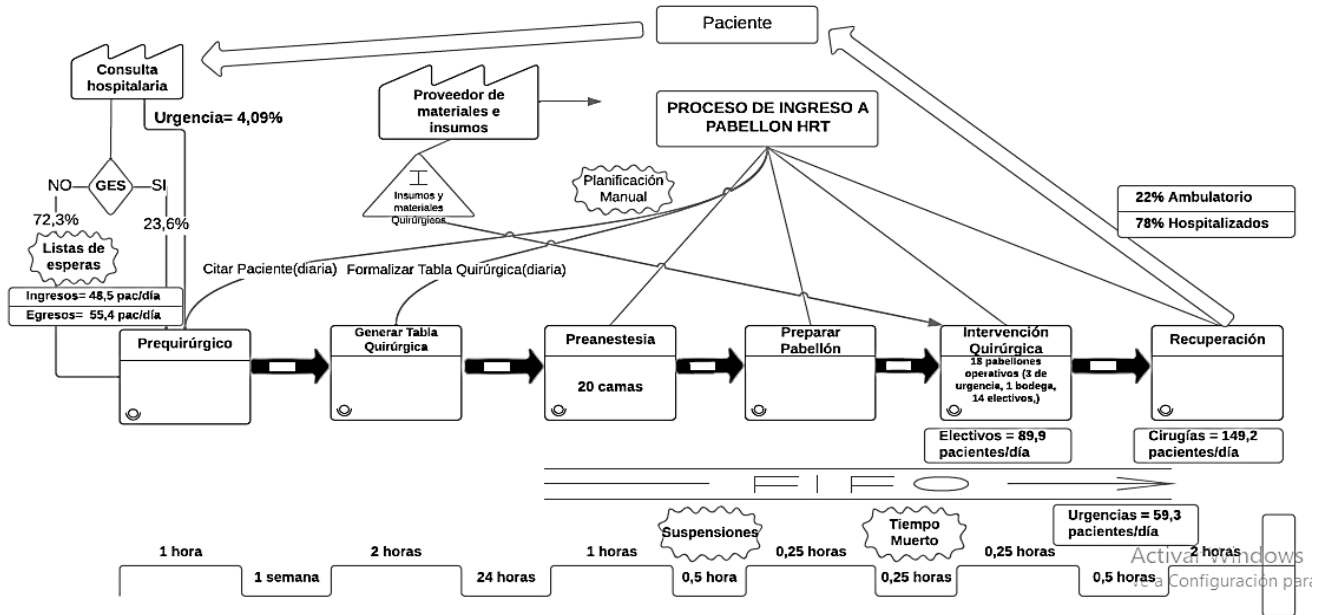 Paciente
Consulta
hospitalaria
Urgencia= 4,09%
Proveedor de
materiales e
insumos
PROCESO DE INGRESO A
PABELLON HRT
NO
GES
SI
72,3%
23,6%
Listas de
esperas
Ingresos= 48,5 pac/día
Egresos= 55,4 pac/día
I
Insumos y
materiales
Quirúrgicos
Planificación
Manual
22% Ambulatorio
78% Hospitalizados
Citar Paciente(diaria)
Formalizar Tabla Quirúrgica(diaria)
Prequirúrgico
Generar Tabla
Quirúrgica
Preanestesia
20 camas
Preparar
Pabellón
Intervención
Quirúrgica
18 pabellones
operativos (3 de
urgencia, 1 bodega,
14 electivos,)
Recuperación
Electivos = 89,9
pacientes/día
Cirugías = 149,2
pacientes/día
FIFO
Suspensiones
Tiempo
Muerto
Urgencias = 59,3
pacientes/día
1 hora
2 horas
1 horas
0,25 horas
0,25 horas
2 horas
1 semana
24 horas
0,5 hora
0,25 horas
0,5 horas
Activar Windows
Ve a Configuración para